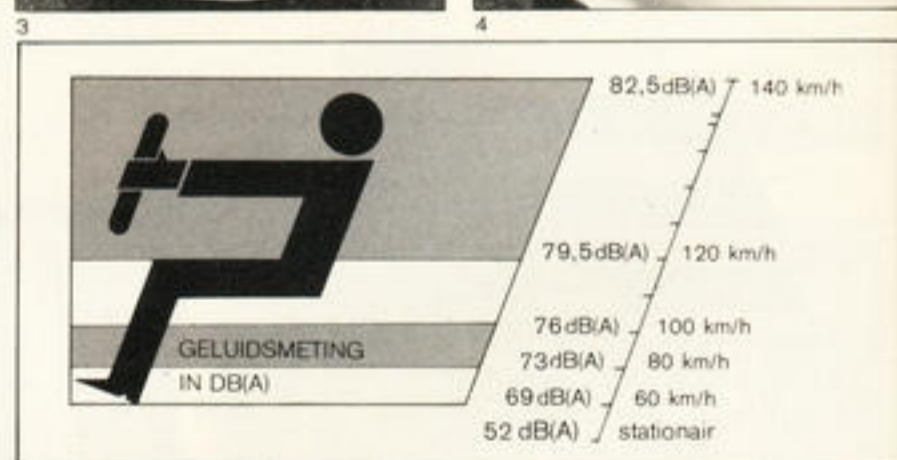 3
4
82,5dB(A) 140 km/h
79,5dB(A) 120 km/h
76dB(A) 100 km/h
GELUIDSMETING
73dB(A) 80 km/h
IN DB(A)
69dB(A) 60 km/h
52 dB(A) stationair